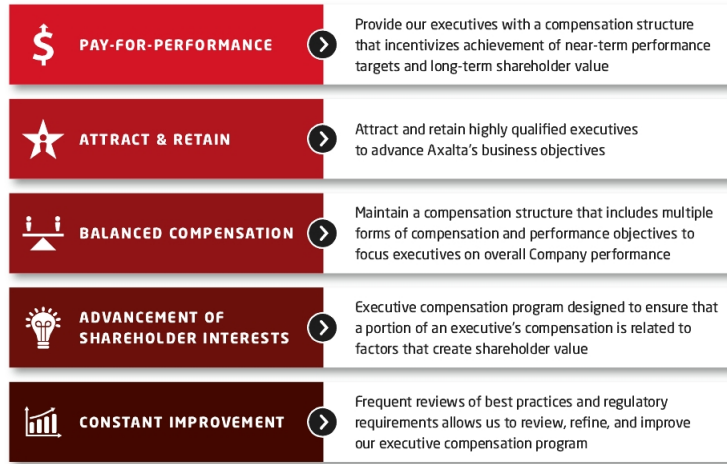 PAY-FOR-PERFORMANCE
Provide our executives with a compensation structure
that incentivizes achievement of near-term performance
targets and long-term shareholder value
ATTRACT & RETAIN
Attract and retain highly qualified executives
to advance Axalta's business objectives
BALANCED COMPENSATION
Maintain a compensation structure that includes multiple
forms of compensation and performance objectives to
focus executives on overall Company performance
ADVANCEMENT OF
SHAREHOLDER INTERESTS
Executive compensation program designed to ensure that
a portion of an executive's compensation is related to
factors that create shareholder value
CONSTANT IMPROVEMENT
Frequent reviews of best practices and regulatory
requirements allows us to review, refine, and improve
our executive compensation program